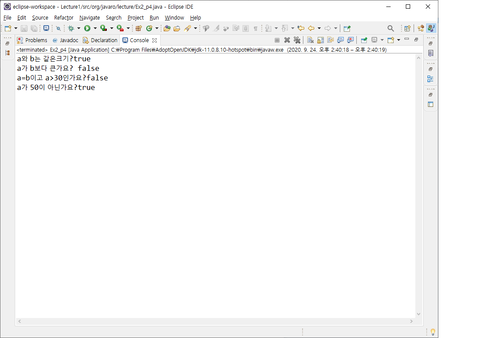 eclipse-workspace - Lecture1/src/org/javaro/lecture/Ex2_p4.java - Eclipse IDE
File Edit Source Refactor Navigate Search Project Run Window Help
Problems Javadoc Declaration Console
<terminated> Ex2_p4 [Java Application] C:\Program Files\AdoptOpenJDK\jdk-11.0.8.10-hotspot\bin\javaw.exe (2020. 9. 24. 오후 2:40:18 – 오후 2:40:19)
a와 b는 같은크기?true
a가 b보다 큰가요? false
a=b이고 a>30인가요?false
a가 50이 아닌가요?true